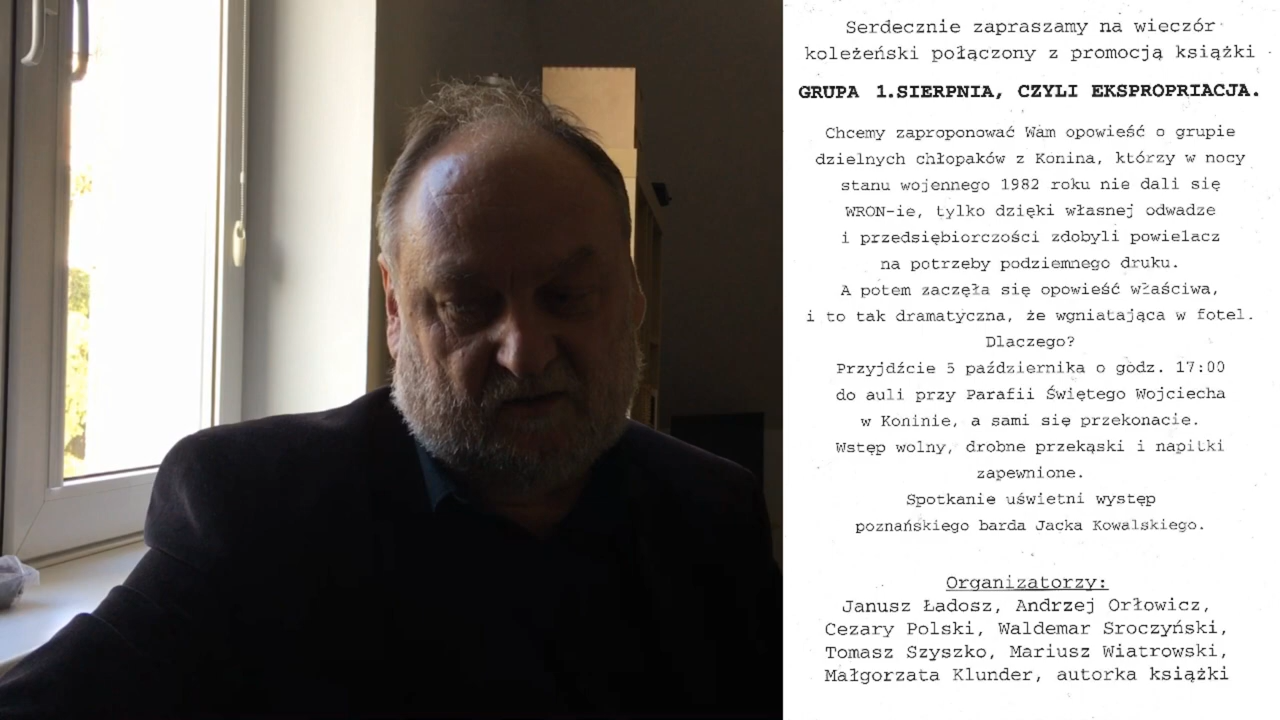 Serdecznie zapraszamy na wieczór
koleżeński połączony z promocją książki
GRUPA 1.SIERPNIA, CZYLI EKSPROPRIACJA.
Chcemy zaproponować Wam opowieść o grupie
dzielnych chłopaków z Konina, którzy w nocy
stanu wojennego 1982 roku nie dali się
WRON-ie, tylko dzięki własnej odwadze
i przedsiębiorczości zdobyli powielacz
na potrzeby podziemnego druku.
A potem zaczęła się opowieść właściwa,
i to tak dramatyczna, że wgniatająca w fotel.
Dlaczego?
Przyjdźcie 5 października o godz. 17:00
do auli przy Parafii Świętego Wojciecha
w Koninie, a sami się przekonacie.
Wstęp wolny, drobne przekąski i napitki
zapewnione.
Spotkanie uświetni występ
poznańskiego barda Jacka Kowalskiego.
Organizatorzy:
Janusz Ładosz, Andrzej Orłowicz,
Cezary Polski, Waldemar Sroczyński,
Tomasz Szyszko, Mariusz Wiatrowski,
Małgorzata Klunder, autorka książki